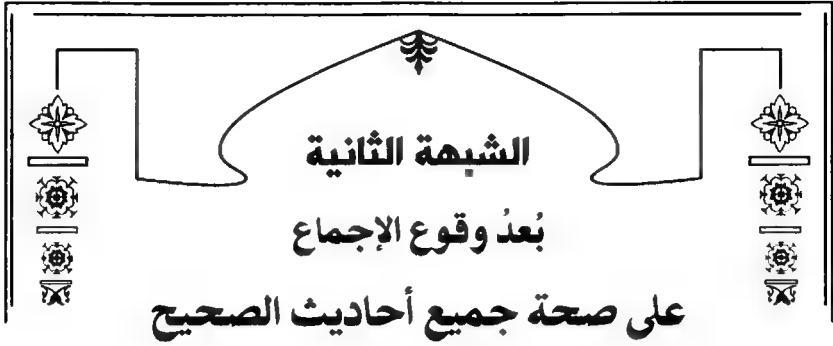 الشبهة الثانية
بُعدُ وقوع الإجماع
على صحة جميع أحاديث الصحيح